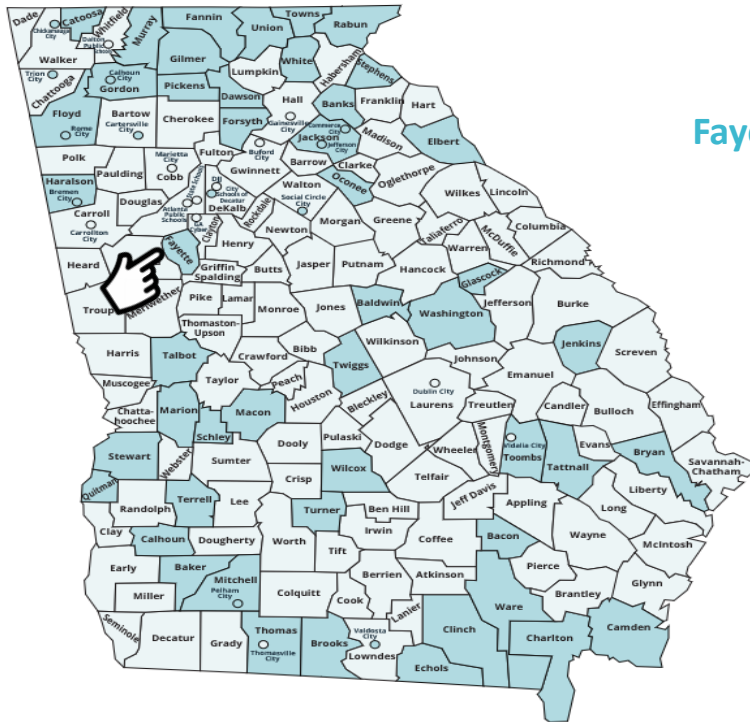 Dade
Catoosa
Whitfield
Murray
Fannin
Towns
Union
Rabun
Chickamauga
City
Dalton
Public
Walker
Gilmer
White
Habersham
Stephens
Lumpkin
Trion
City
Chattooga
Calhoun
City
Gordon
Pickens
Dawson
Hall
Gainesville
City
Banks
Franklin
Hart
Floyd
Rome
City
Bartow
Cartersville
City
Cherokee
Forsyth
Commerce
City
Jackson
Jefferson
City
Madison
Elbert
Faye
Polk
Paulding
Marietta
City
Cobb
Fulton
Buford
City
Gwinnett
Barrow
Clarke
Oconee
Oglethorpe
Wilkes
Lincoln
Haralson
Bremen
City
Douglas
State Schools
Atlanta
Public
Schools
DJJ
City
Schools of
Decatur
DeKalb
GA
Cyber
Walton
Social Circle
City
Rockdale
Newton
Morgan
Greene
Taliaferro
McDuffie
Columbia
Carroll
Carrollton
City
Fayette
Clayton
Henry
Warren
Richmond
Heard
Griffin
Spalding
Butts
Jasper
Putnam
Hancock
Glascock
Troup
Meriwether
Pike
Lamar
Monroe
Jones
Baldwin
Washington
Jefferson
Burke
Thomaston-
Upson
Wilkinson
Jenkins
Screven
Harris
Talbot
Crawford
Bibb
Twiggs
Johnson
Emanuel
Muscogee
Taylor
Peach
Houston
Bleckley
Dublin City
Laurens
Treutlen
Candler
Bulloch
Effingham
Chatta-
hoochee
Marion
Macon
Schley
Dooly
Pulaski
Dodge
Wheeler
Montgomery
Vidalia City
Toombs
Tattnall
Evans
Bryan
Savannah-
Chatham
Stewart
Webster
Sumter
Crisp
Wilcox
Telfair
Jeff Davis
Appling
Long
Liberty
Quitman
Randolph
Terrell
Lee
Turner
Ben Hill
Irwin
Coffee
Bacon
Wayne
McIntosh
Clay
Calhoun
Dougherty
Worth
Tift
Early
Baker
Mitchell
Pelham
City
Colquitt
Berrien
Atkinson
Pierce
Brantley
Glynn
Miller
Cook
Lanier
Ware
Seminole
Decatur
Grady
Thomas
Thomasville
City
Brooks
Valdosta
City
Lowndes
Clinch
Echols
Charlton
Camden